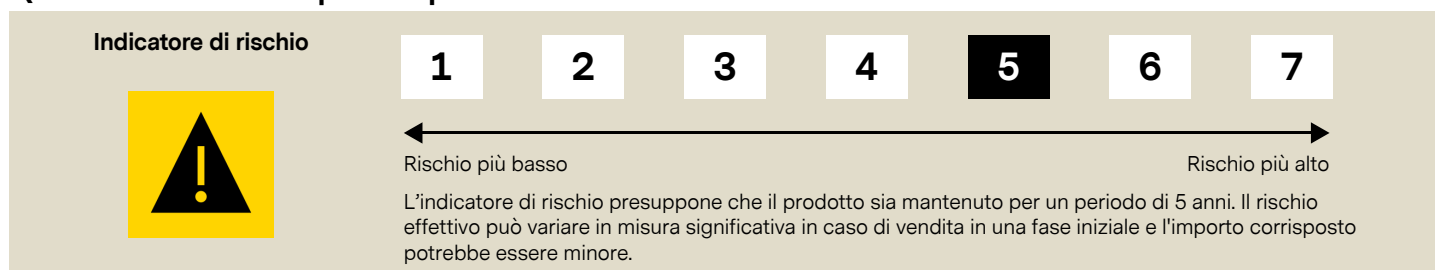 Indicatore di rischio
1 2 3 4 5 6 7
Rischio più basso
Rischio più alto
L'indicatore di rischio presuppone che il prodotto sia mantenuto per un periodo di 5 anni. Il rischio
effettivo può variare in misura significativa in caso di vendita in una fase iniziale e l'importo corrisposto
potrebbe essere minore.